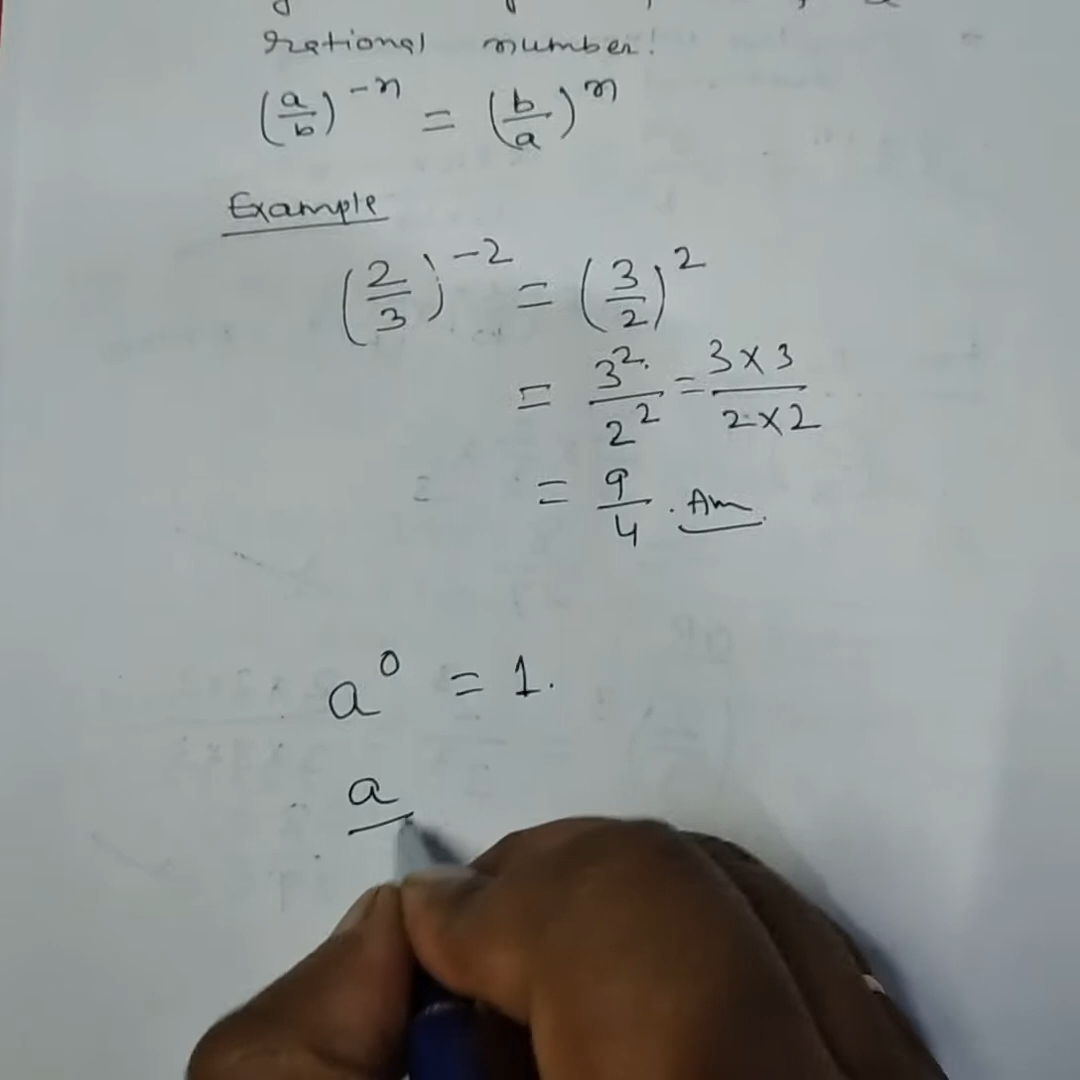 rational number!
(a/b)^-n = (b/a)^n
Example
(2/3)^-2 = (3/2)^2
= 3^2/2^2 = 3×3/2×2
= 9/4 . Ans.
a^0 = 1.
a